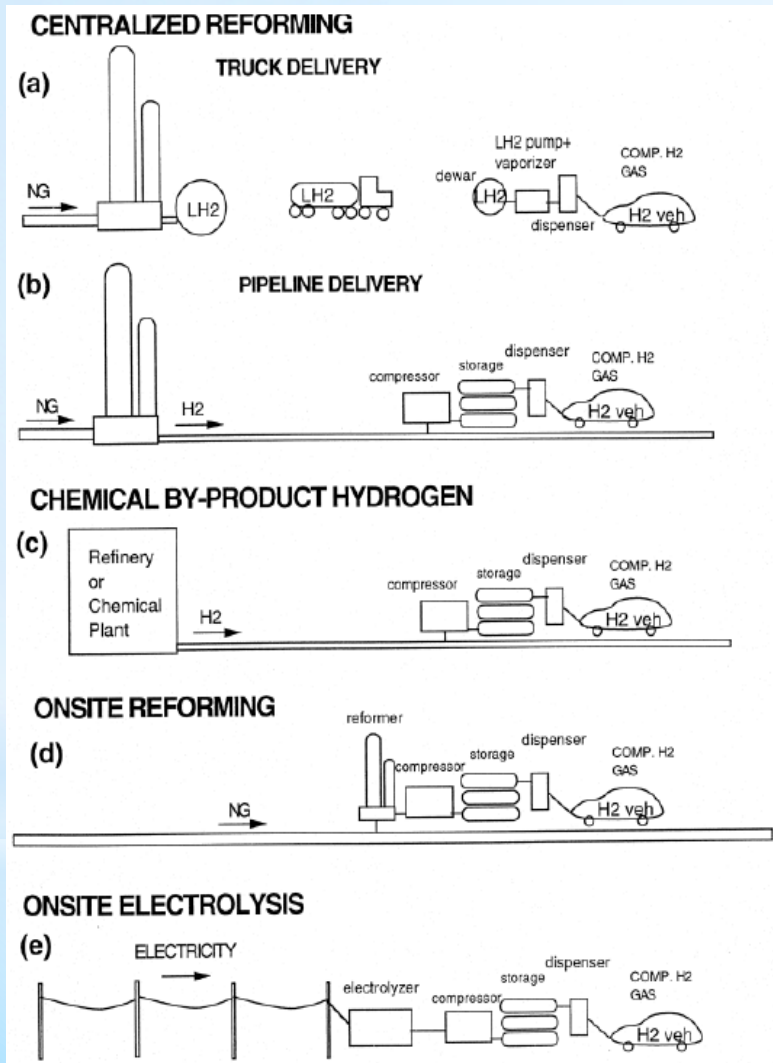 CENTRALIZED REFORMING
(a)
TRUCK DELIVERY
NG
LH2
LH2
dewar
LH2
LH2 pump+
vaporizer
dispenser
COMP. H2
GAS
H2 veh
(b)
PIPELINE DELIVERY
NG
H2
compressor
storage
dispenser
COMP. H2
GAS
H2 veh
CHEMICAL BY-PRODUCT HYDROGEN
(c)
Refinery
or
Chemical
Plant
H2
compressor
storage
dispenser
COMP. H2
GAS
H2 veh
ONSITE REFORMING
(d)
NG
reformer
compressor
storage
dispenser
COMP. H2
GAS
H2 veh
ONSITE ELECTROLYSIS
(e)
ELECTRICITY
electrolyzer
compressor
storage
dispenser
COMP. H2
GAS
H2 veh